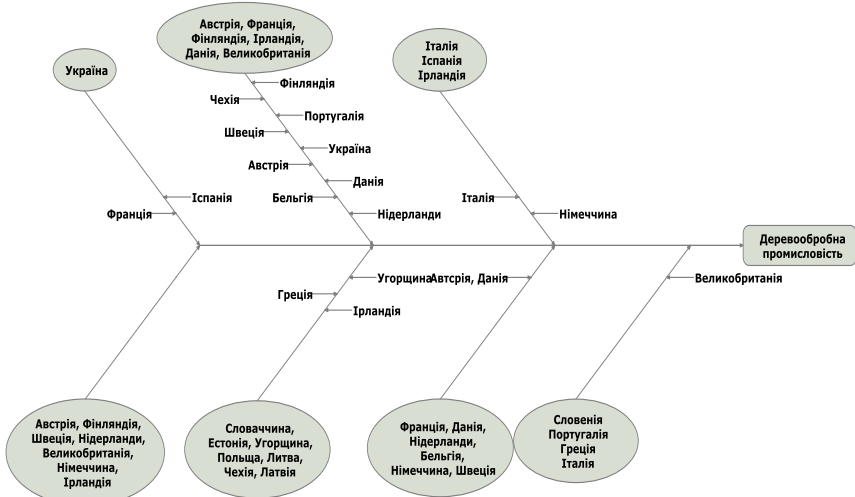 Австрія, Франція,
Фінляндія, Ірландія,
Данія, Великобританія
Італія
Іспанія
Ірландія
Україна
Фінляндія
Чехія
Португалія
Швеція
Україна
Австрія
Данія
Бельгія
Нідерланди
Іспанія
Франція
Італія
Німеччина
Деревообробна
промисловість
Угорщина
Автсрія, Данія
Великобританія
Греція
Ірландія
Австрія, Фінляндія,
Швеція, Нідерланди,
Великобританія,
Німеччина,
Ірландія
Словаччина,
Естонія, Угорщина,
Польща, Литва,
Чехія, Латвія
Франція, Данія,
Нідерланди,
Бельгія,
Німеччина, Швеція
Словенія
Португалія
Греція
Італія